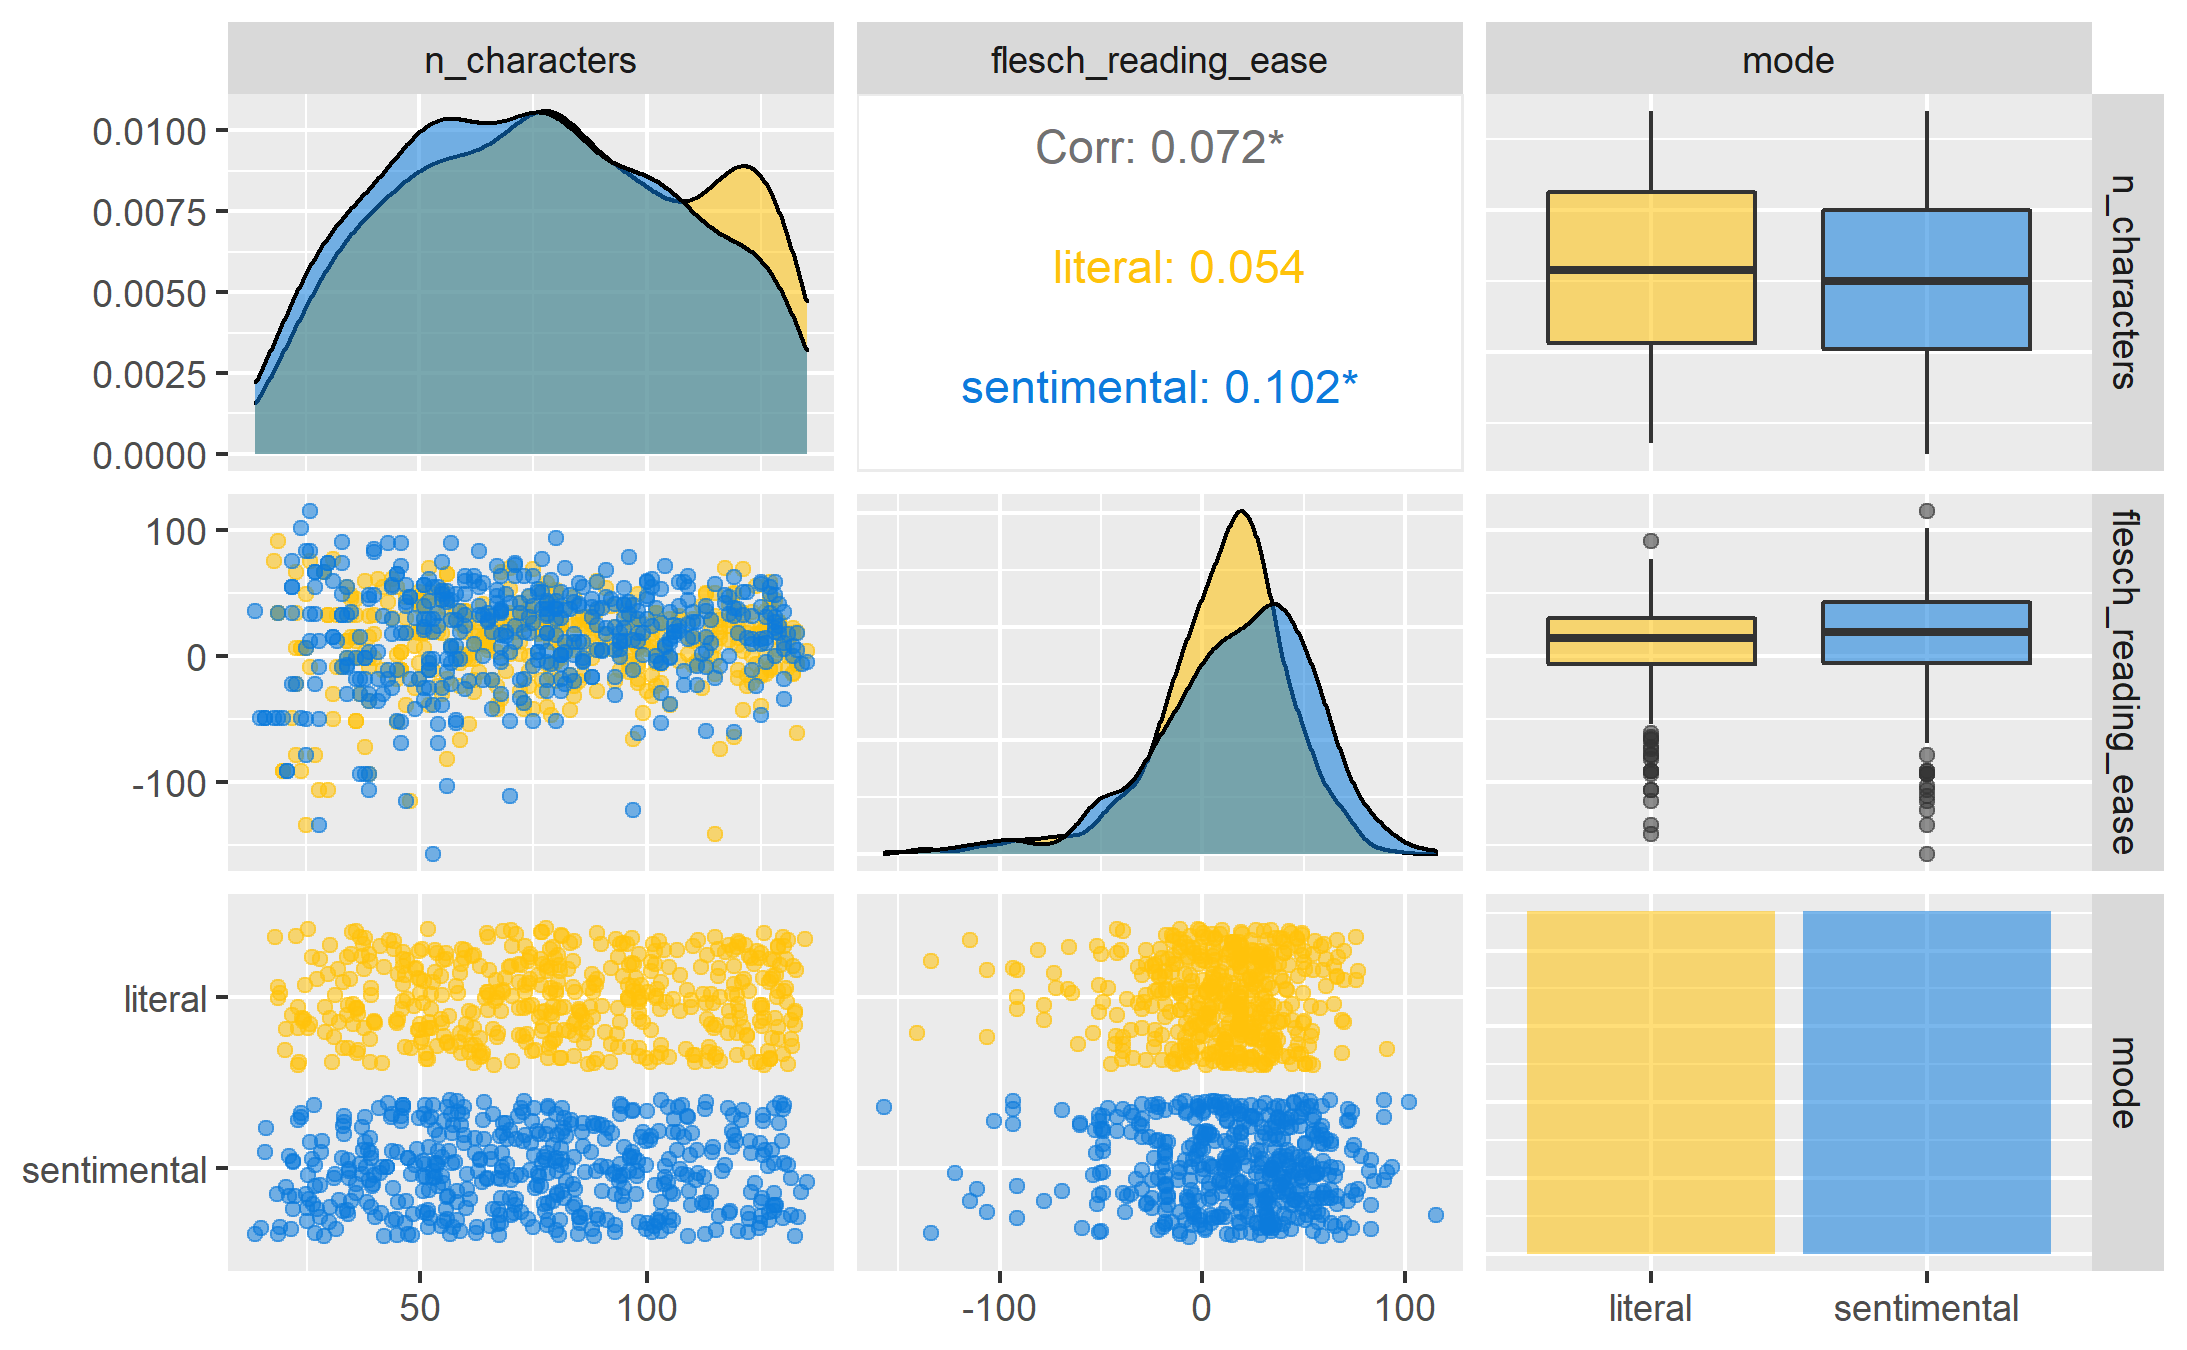 n_characters
flesch_reading_ease
mode
0.0100
0.0075
0.0050
0.0025
0.0000
Corr: 0.072*
literal: 0.054
sentimental: 0.102*
n_characters
100
0
-100
flesch_reading_ease
literal
sentimental
mode
50
100
-100
0
100
literal
sentimental